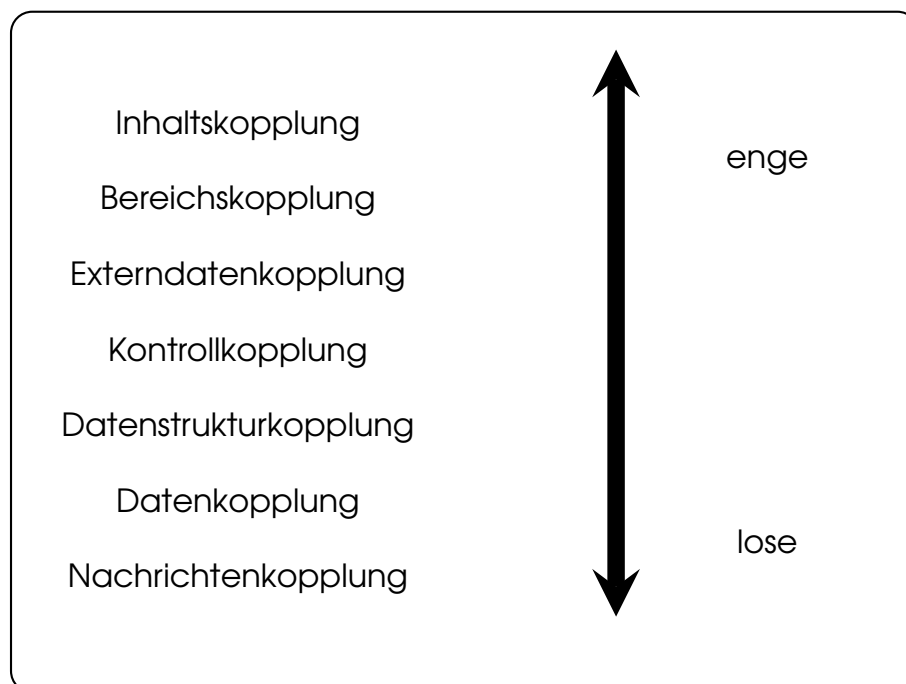 Inhaltskopplung
enge
Bereichskopplung
Externdatenkopplung
Kontrollkopplung
Datenstrukturkopplung
Datenkopplung
lose
Nachrichtenkopplung